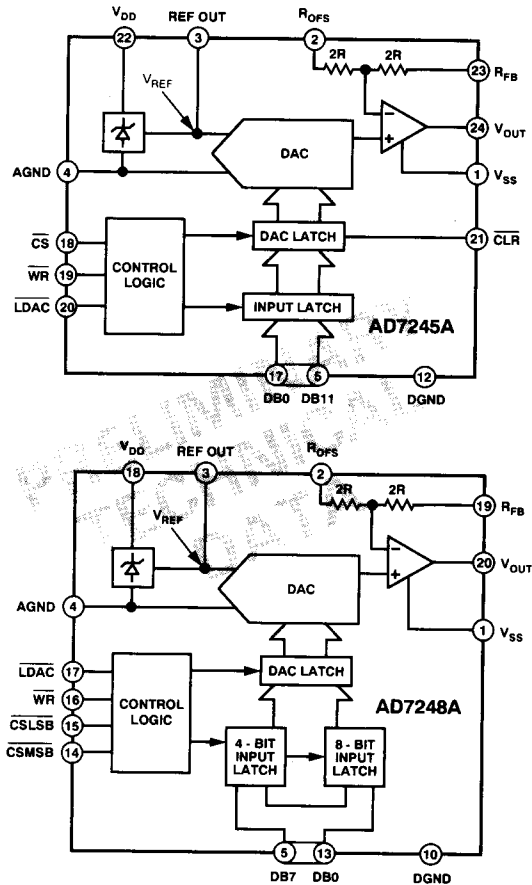 VDD REF OUT ROFS
22 3 2
2R 2R
23 RFB
VREF
DAC
24 VOUT
AGND 4
1 VSS
CS 18
DAC LATCH
21 CLR
WR 19
CONTROL
LOGIC
LDAC 20
INPUT LATCH
AD7245A
17 6 12
DB0 DB11 DGND
PRELIMINARY
TECHNICAL
DATA
VDD REF OUT ROFS
18 3 2
2R 2R
19 RFB
VREF
DAC
20 VOUT
AGND 4
1 VSS
LDAC 17
DAC LATCH
WR 16
CONTROL
LOGIC
AD7248A
CSLSB 15
CSMSB 14
4 - BIT
INPUT
LATCH
8 - BIT
INPUT
LATCH
5 13 10
DB7 DB0 DGND